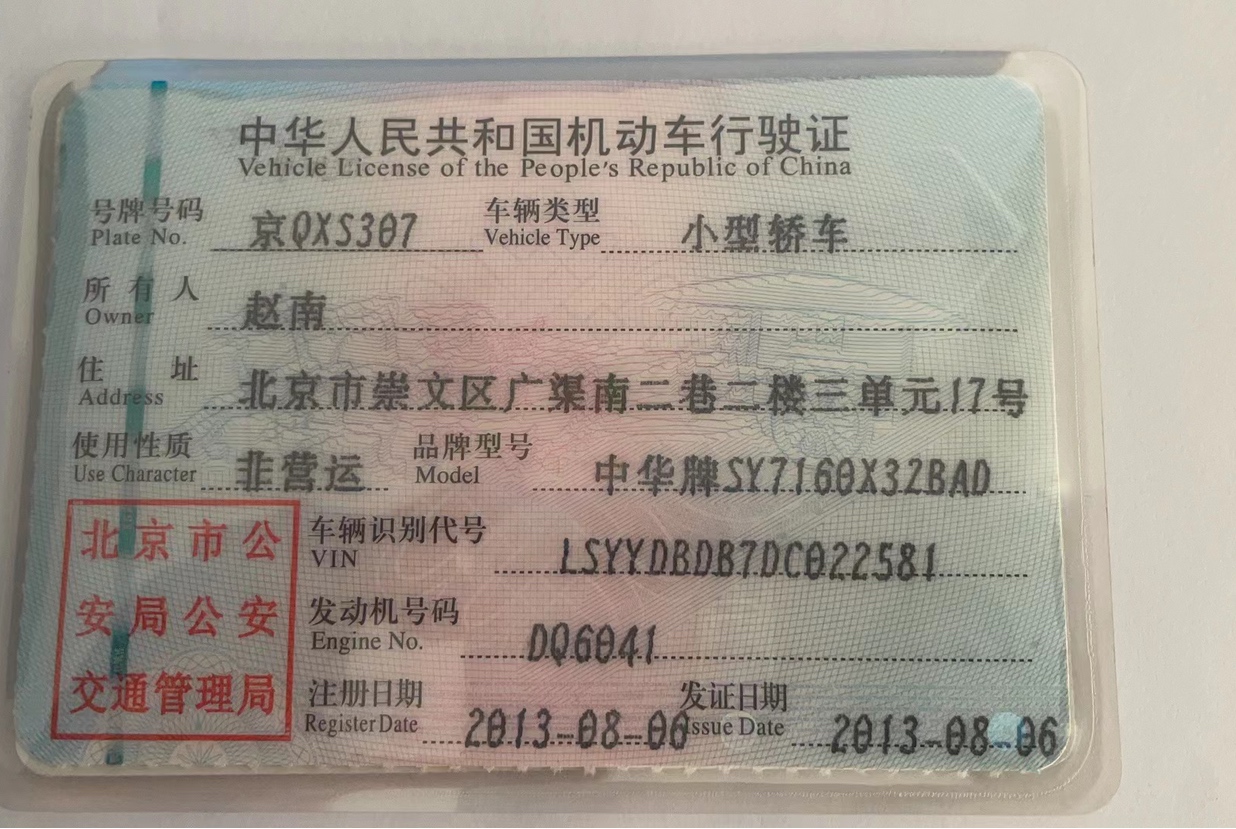 中华人民共和国机动车行驶证
Vehicle License of the People's Republic of China
号牌号码 京QXS307 车辆类型 小型轿车
Plate No. Vehicle Type
所有人 赵南
Owner
住址 北京市崇文区广渠南二巷二楼三单元17号
Address
使用性质 非营运 品牌型号 中华牌SY7160X32BAD
Use Character Model
北京市公
安局公安
交通管理局
车辆识别代号 LSYYDBDB7DC022581
VIN
发动机号码 DQ6041
Engine No.
注册日期 2013-08-06 发证日期 2013-08-06
Register Date Issue Date